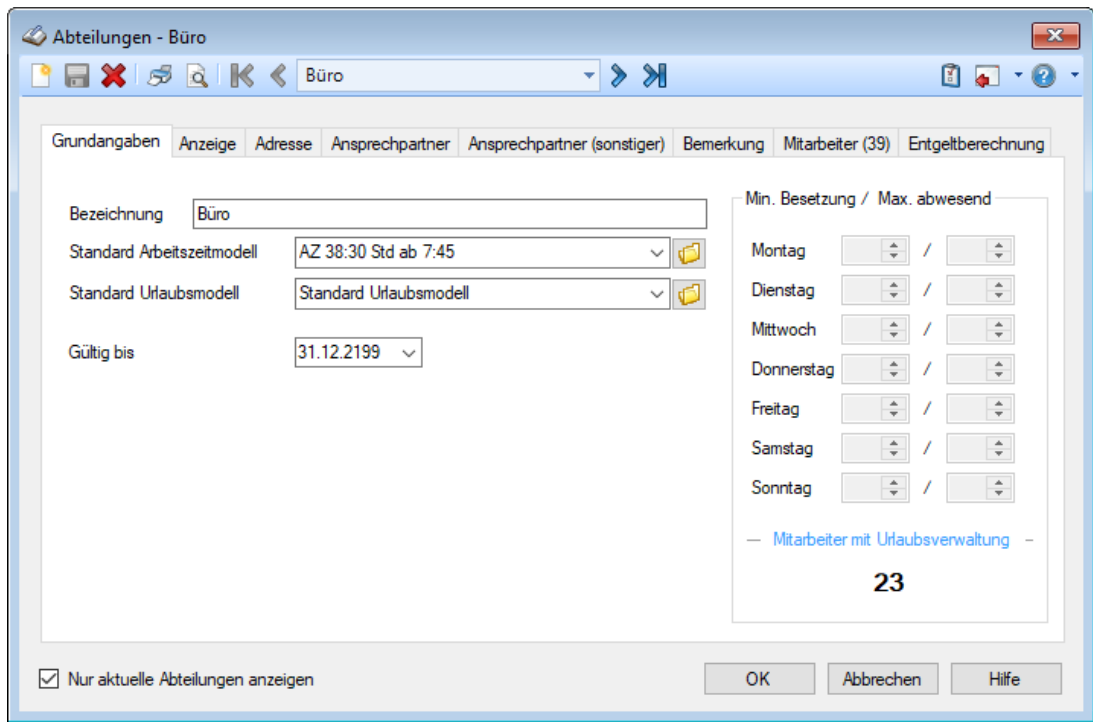 Abteilungen - Büro
Büro
Grundangaben Anzeige Adresse Ansprechpartner Ansprechpartner (sonstiger) Bemerkung Mitarbeiter (39) Entgeltberechnung
Min. Besetzung / Max. abwesend
Bezeichnung Büro
Standard Arbeitszeitmodell AZ 38:30 Std ab 7:45
Montag /
Standard Urlaubsmodell Standard Urlaubsmodell
Dienstag /
Mittwoch /
Gültig bis 31.12.2199
Donnerstag /
Freitag /
Samstag /
Sonntag /
Mitarbeiter mit Urlaubsverwaltung
23
Nur aktuelle Abteilungen anzeigen OK Abbrechen Hilfe